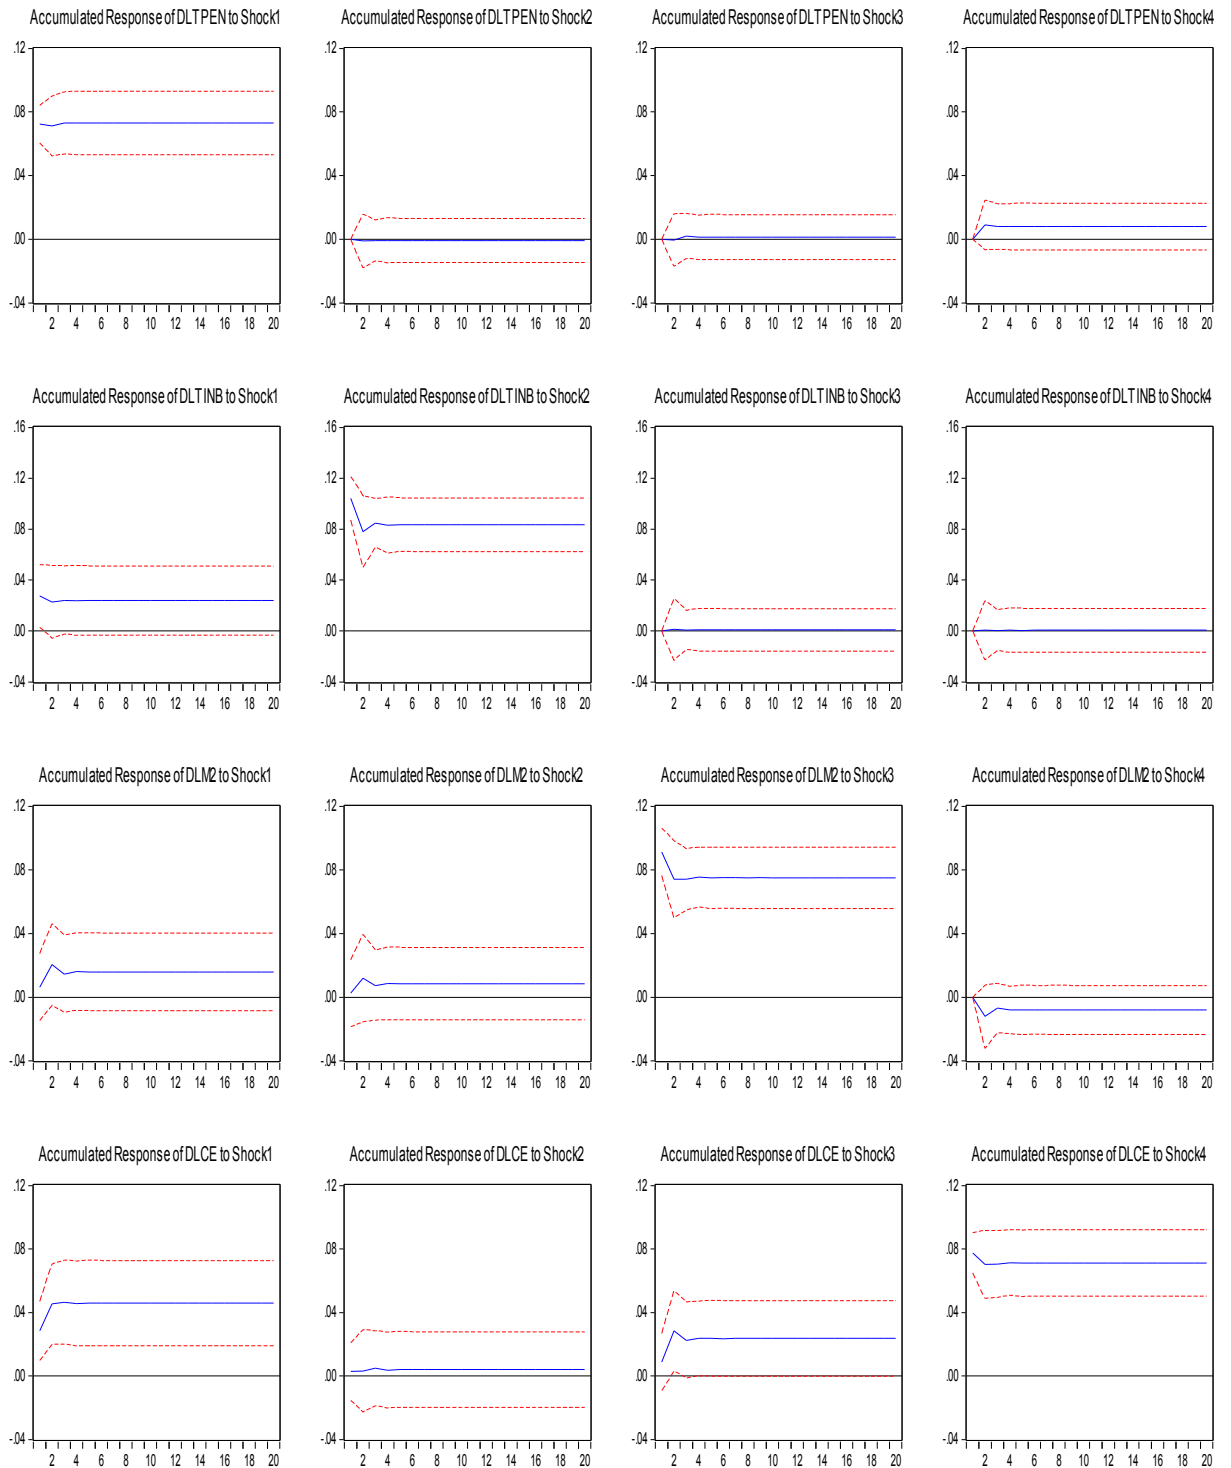 Accumulated Response of DLTPEN to Shock1 Accumulated Response of DLTPEN to Shock2 Accumulated Response of DLTPEN to Shock3 Accumulated Response of DLTPEN to Shock4
.12 .12 .12 .12
.08 .08 .08 .08
.04 .04 .04 .04
.00 .00 .00 .00
-.04 -.04 -.04 -.04
2 4 6 8 10 12 14 16 18 20 2 4 6 8 10 12 14 16 18 20 2 4 6 8 10 12 14 16 18 20 2 4 6 8 10 12 14 16 18 20
Accumulated Response of DLTINB to Shock1 Accumulated Response of DLTINB to Shock2 Accumulated Response of DLTINB to Shock3 Accumulated Response of DLTINB to Shock4
.16 .16 .16 .16
.12 .12 .12 .12
.08 .08 .08 .08
.04 .04 .04 .04
.00 .00 .00 .00
-.04 -.04 -.04 -.04
2 4 6 8 10 12 14 16 18 20 2 4 6 8 10 12 14 16 18 20 2 4 6 8 10 12 14 16 18 20 2 4 6 8 10 12 14 16 18 20
Accumulated Response of DLM2 to Shock1 Accumulated Response of DLM2 to Shock2 Accumulated Response of DLM2 to Shock3 Accumulated Response of DLM2 to Shock4
.12 .12 .12 .12
.08 .08 .08 .08
.04 .04 .04 .04
.00 .00 .00 .00
-.04 -.04 -.04 -.04
2 4 6 8 10 12 14 16 18 20 2 4 6 8 10 12 14 16 18 20 2 4 6 8 10 12 14 16 18 20 2 4 6 8 10 12 14 16 18 20
Accumulated Response of DLCE to Shock1 Accumulated Response of DLCE to Shock2 Accumulated Response of DLCE to Shock3 Accumulated Response of DLCE to Shock4
.12 .12 .12 .12
.08 .08 .08 .08
.04 .04 .04 .04
.00 .00 .00 .00
-.04 -.04 -.04 -.04
2 4 6 8 10 12 14 16 18 20 2 4 6 8 10 12 14 16 18 20 2 4 6 8 10 12 14 16 18 20 2 4 6 8 10 12 14 16 18 20